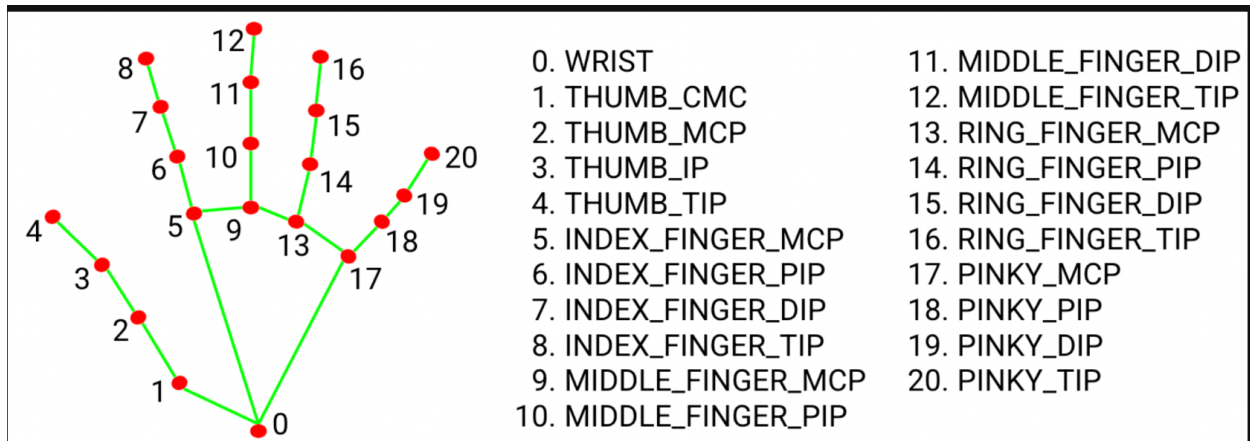 12
8
16
11
7
15
10
6
14
20
19
4
5
9
13
18
3
17
2
1
0
0. WRIST
1. THUMB_CMC
2. THUMB_MCP
3. THUMB_IP
4. THUMB_TIP
5. INDEX_FINGER_MCP
6. INDEX_FINGER_PIP
7. INDEX_FINGER_DIP
8. INDEX_FINGER_TIP
9. MIDDLE_FINGER_MCP
10. MIDDLE_FINGER_PIP
11. MIDDLE_FINGER_DIP
12. MIDDLE_FINGER_TIP
13. RING_FINGER_MCP
14. RING_FINGER_PIP
15. RING_FINGER_DIP
16. RING_FINGER_TIP
17. PINKY_MCP
18. PINKY_PIP
19. PINKY_DIP
20. PINKY_TIP